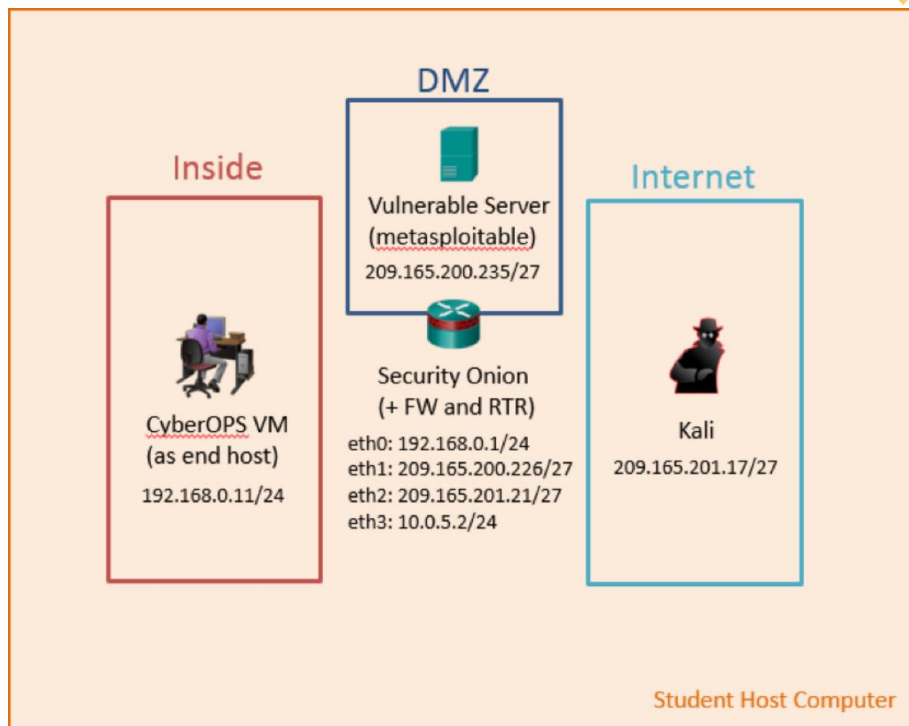 DMZ
Vulnerable Server
(metasploitable)
209.165.200.235/27
Inside
CyberOPS VM
(as end host)
192.168.0.11/24
Security Onion
(+ FW and RTR)
eth0: 192.168.0.1/24
eth1: 209.165.200.226/27
eth2: 209.165.201.21/27
eth3: 10.0.5.2/24
Internet
Kali
209.165.201.17/27
Student Host Computer